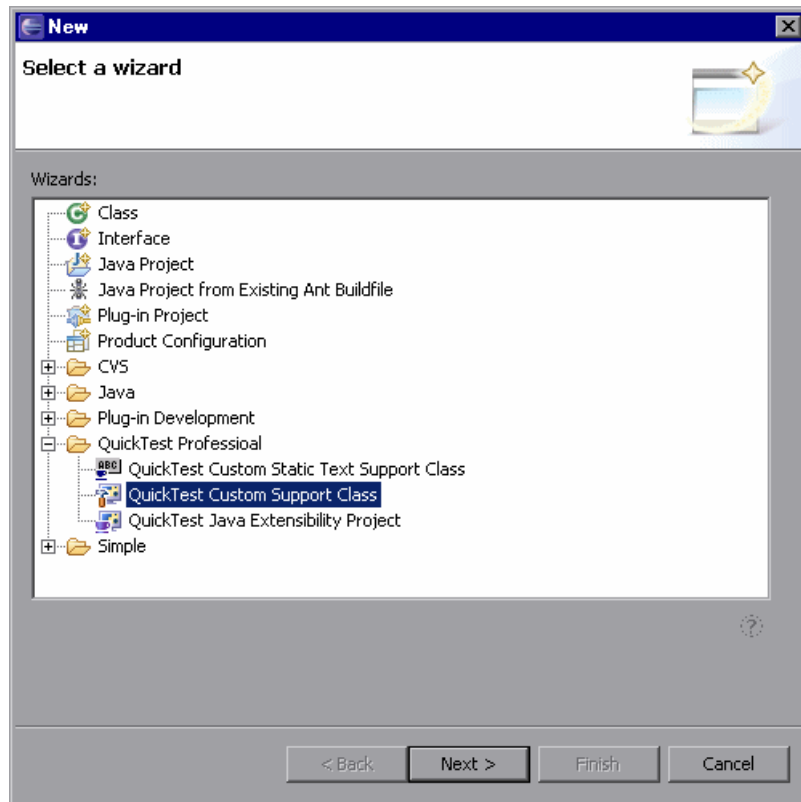 New
Select a wizard
Wizards:
Class
Interface
Java Project
Java Project from Existing Ant Buildfile
Plug-in Project
Product Configuration
CVS
Java
Plug-in Development
QuickTest Professioal
QuickTest Custom Static Text Support Class
QuickTest Custom Support Class
QuickTest Java Extensibility Project
Simple
< Back
Next >
Finish
Cancel